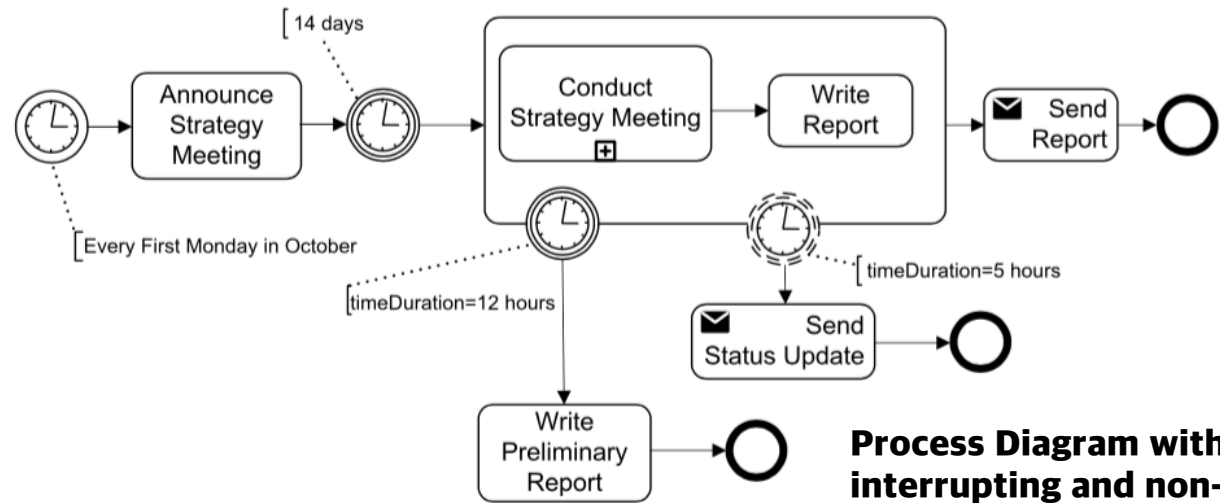 14 days
Announce
Strategy
Meeting
Conduct
Strategy Meeting
Write
Report
Send
Report
Every First Monday in October
timeDuration=12 hours
timeDuration=5 hours
Send
Status Update
Write
Preliminary
Report
Process Diagram with
interrupting and non-